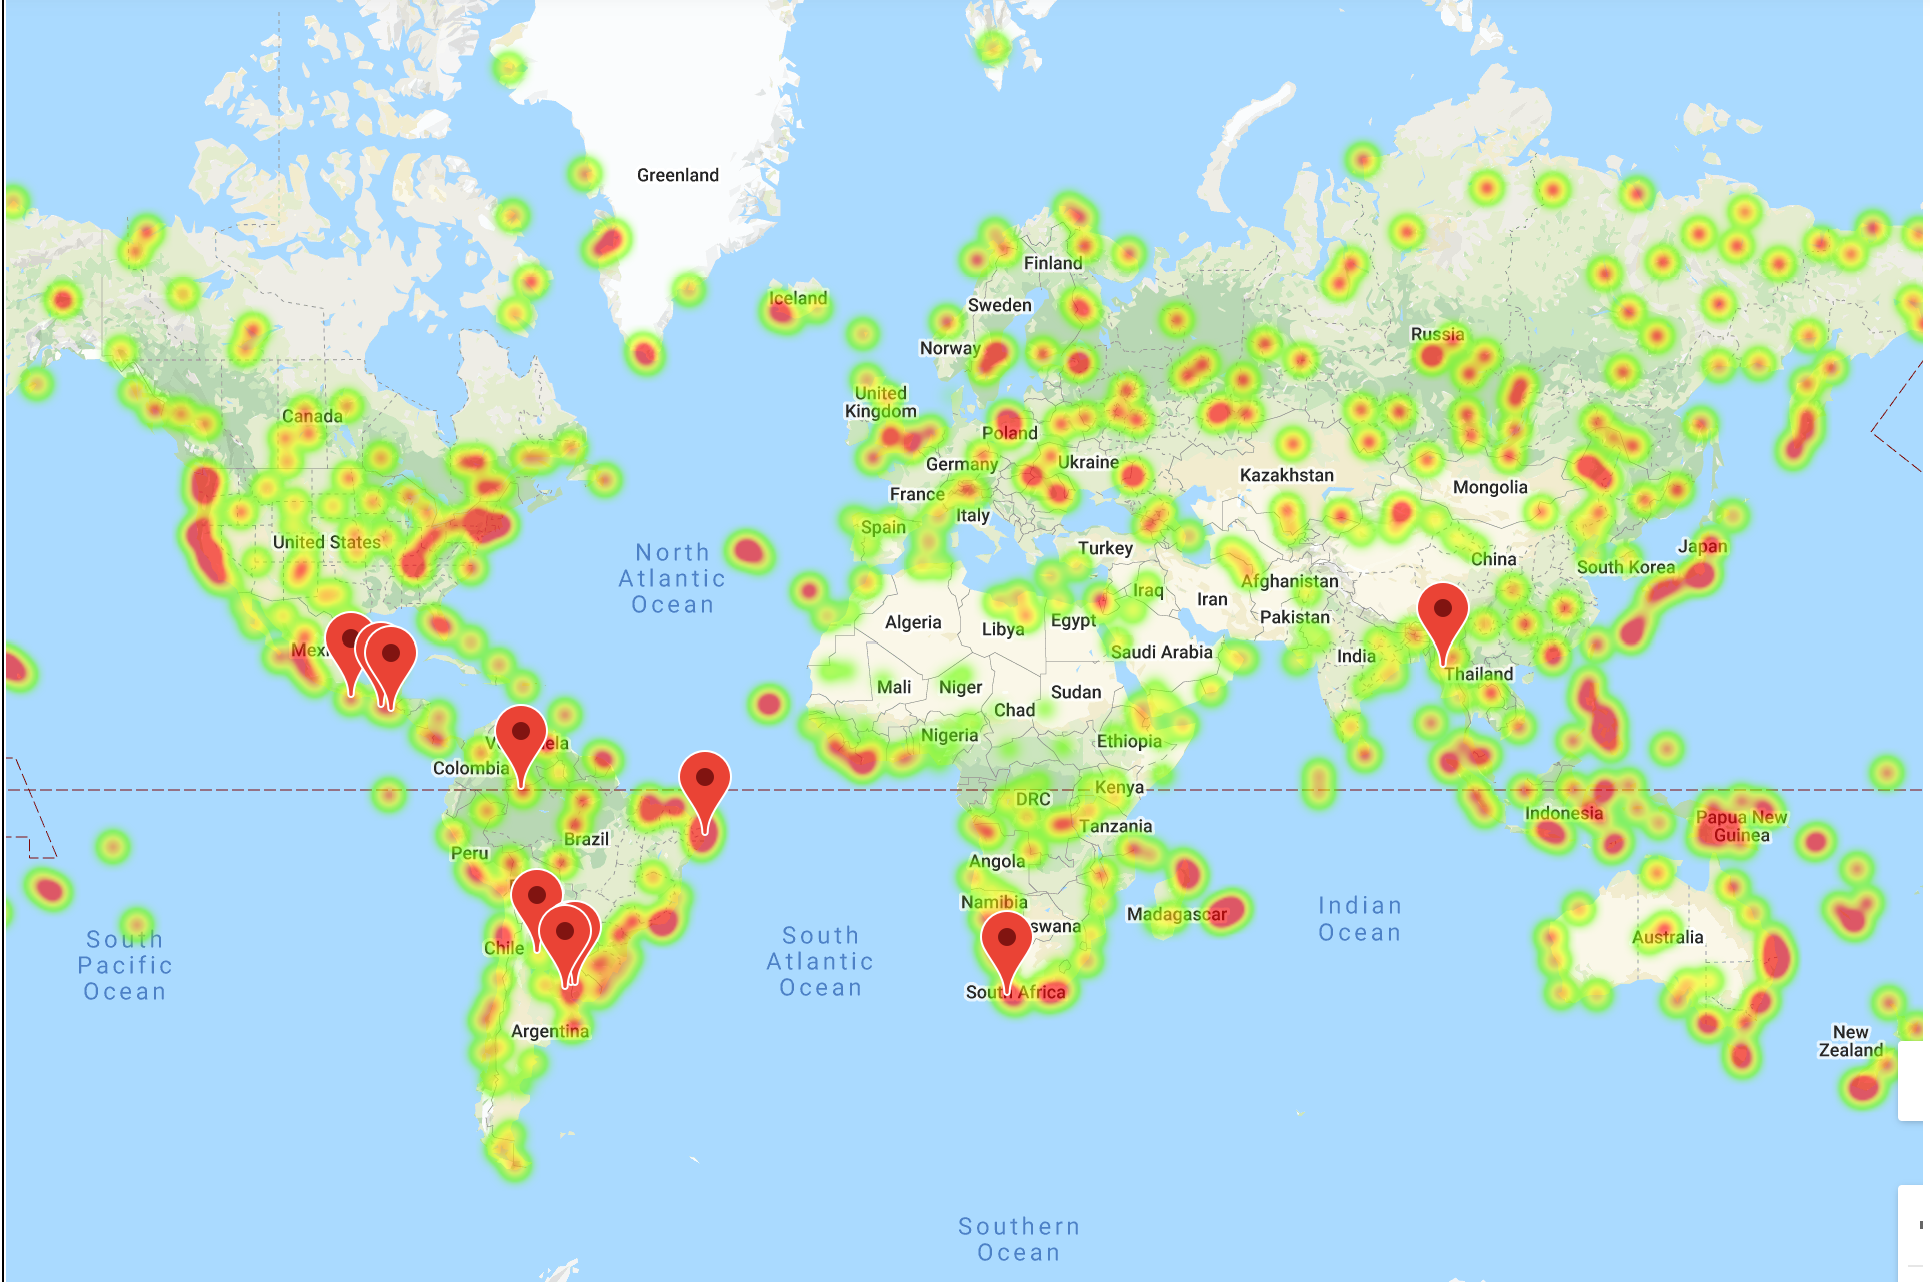 Greenland
Iceland
Finland
Sweden
Norway
Russia
United
Kingdom
Canada
Poland
Germany
Ukraine
Kazakhstan
Mongolia
France
Italy
Spain
United States
North
Atlantic
Ocean
Turkey
China
Japan
South Korea
Afghanistan
Iraq
Iran
Pakistan
Algeria
Libya
Egypt
Mexi
Saudi Arabia
India
Thailand
Mali
Niger
Sudan
Chad
Nigeria
Ethiopia
V
ela
Colombia
Kenya
DRC
Tanzania
Indonesia
Papua New
Guinea
Brazil
Peru
Angola
Namibia
swana
Madagascar
Indian
Ocean
Chile
South
Pacific
Ocean
South
Atlantic
Ocean
Australia
South Africa
Argentina
New
Zealand
Southern
Ocean